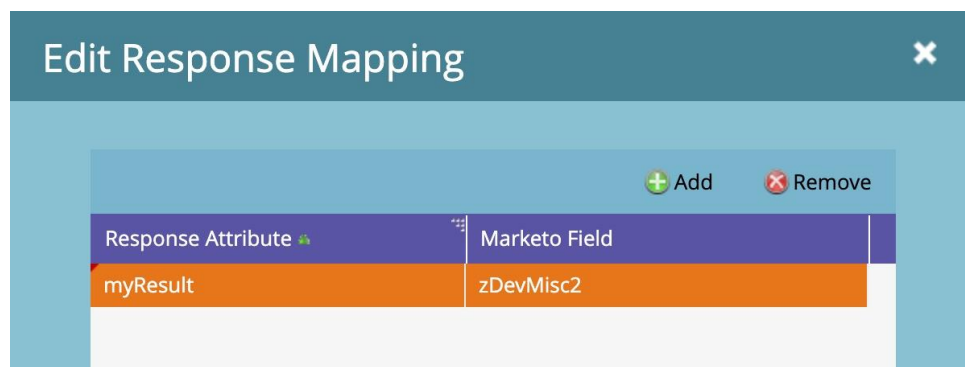 Edit Response Mapping
Add Remove
Response Attribute Marketo Field
myResult zDevMisc2